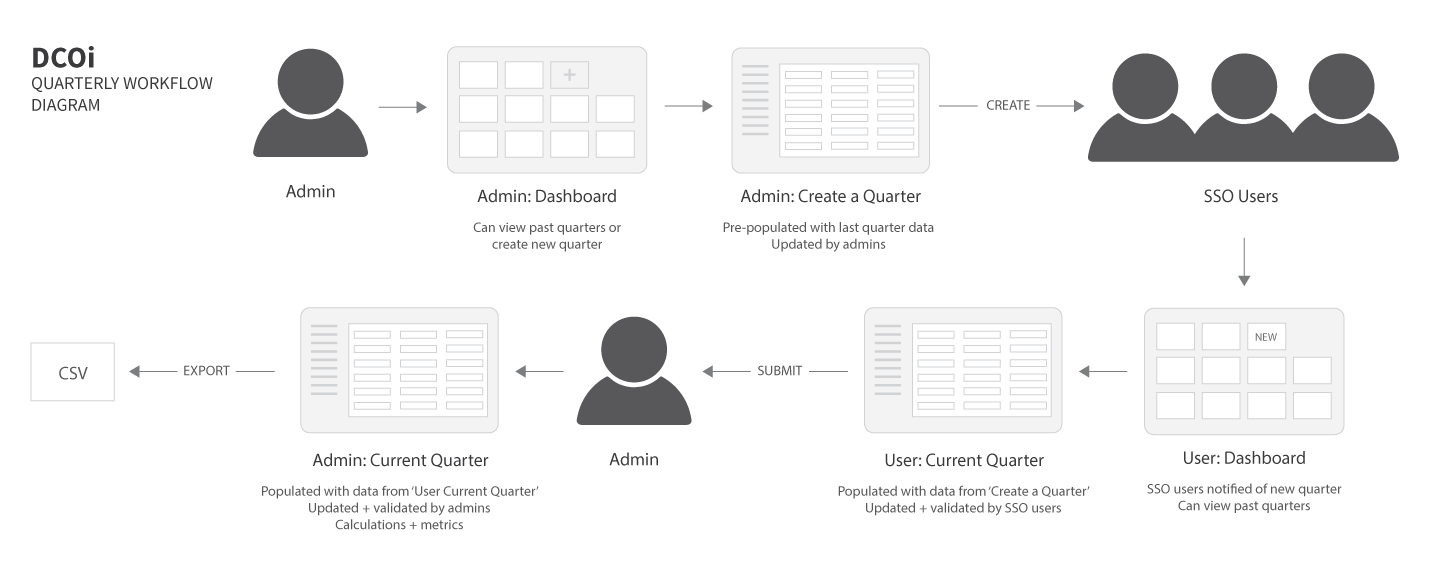 DCOi
QUARTERLY WORKFLOW
DIAGRAM
Admin
+
Admin: Dashboard
Can view past quarters or
create new quarter
Admin: Create a Quarter
Pre-populated with last quarter data
Updated by admins
CREATE
SSO Users
CSV
EXPORT
Admin: Current Quarter
Populated with data from ‘User Current Quarter’
Updated + validated by admins
Calculations + metrics
Admin
SUBMIT
User: Current Quarter
Populated with data from ‘Create a Quarter’
Updated + validated by SSO users
NEW
User: Dashboard
SSO users notified of new quarter
Can view past quarters